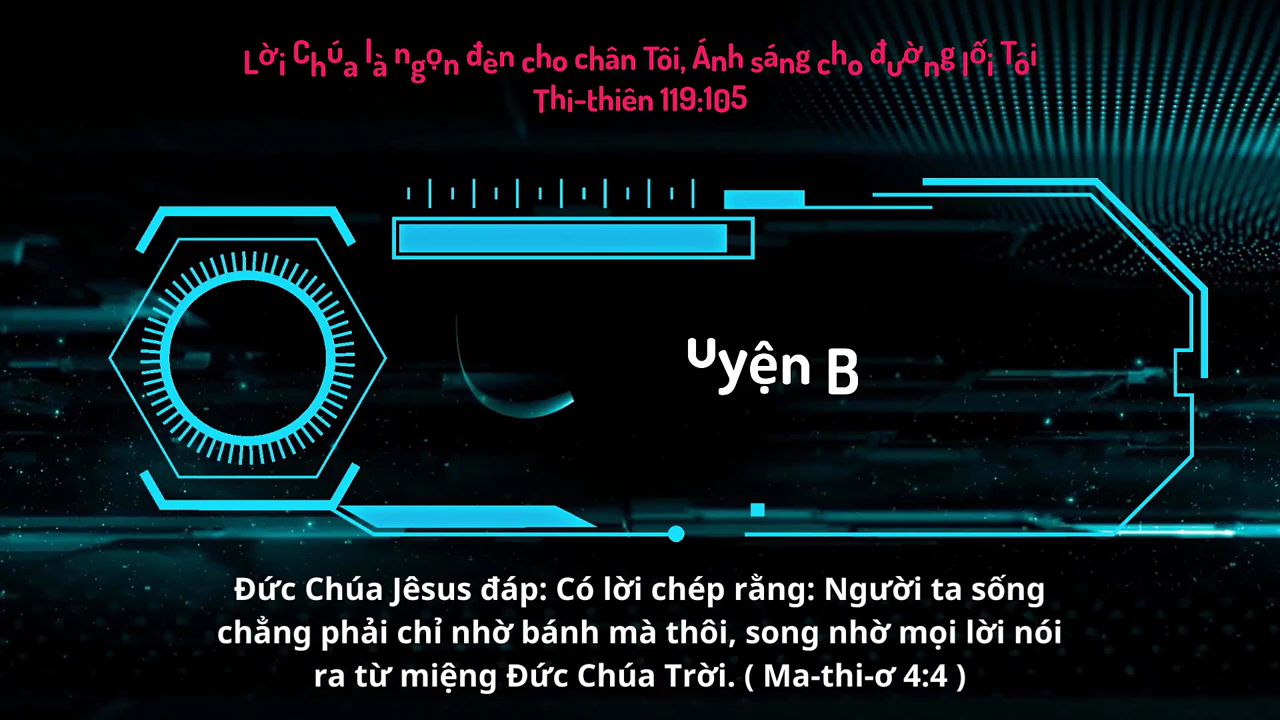 Lời Chúa là ngọn đèn cho chân Tôi, Ánh sáng cho đường lối Tôi
Thi-thiên 119:105
uyện B
Đức Chúa Jêsus đáp: Có lời chép rằng: Người ta sống
chẳng phải chỉ nhờ bánh mà thôi, song nhờ mọi lời nói
ra từ miệng Đức Chúa Trời. ( Ma-thi-ơ 4:4 )